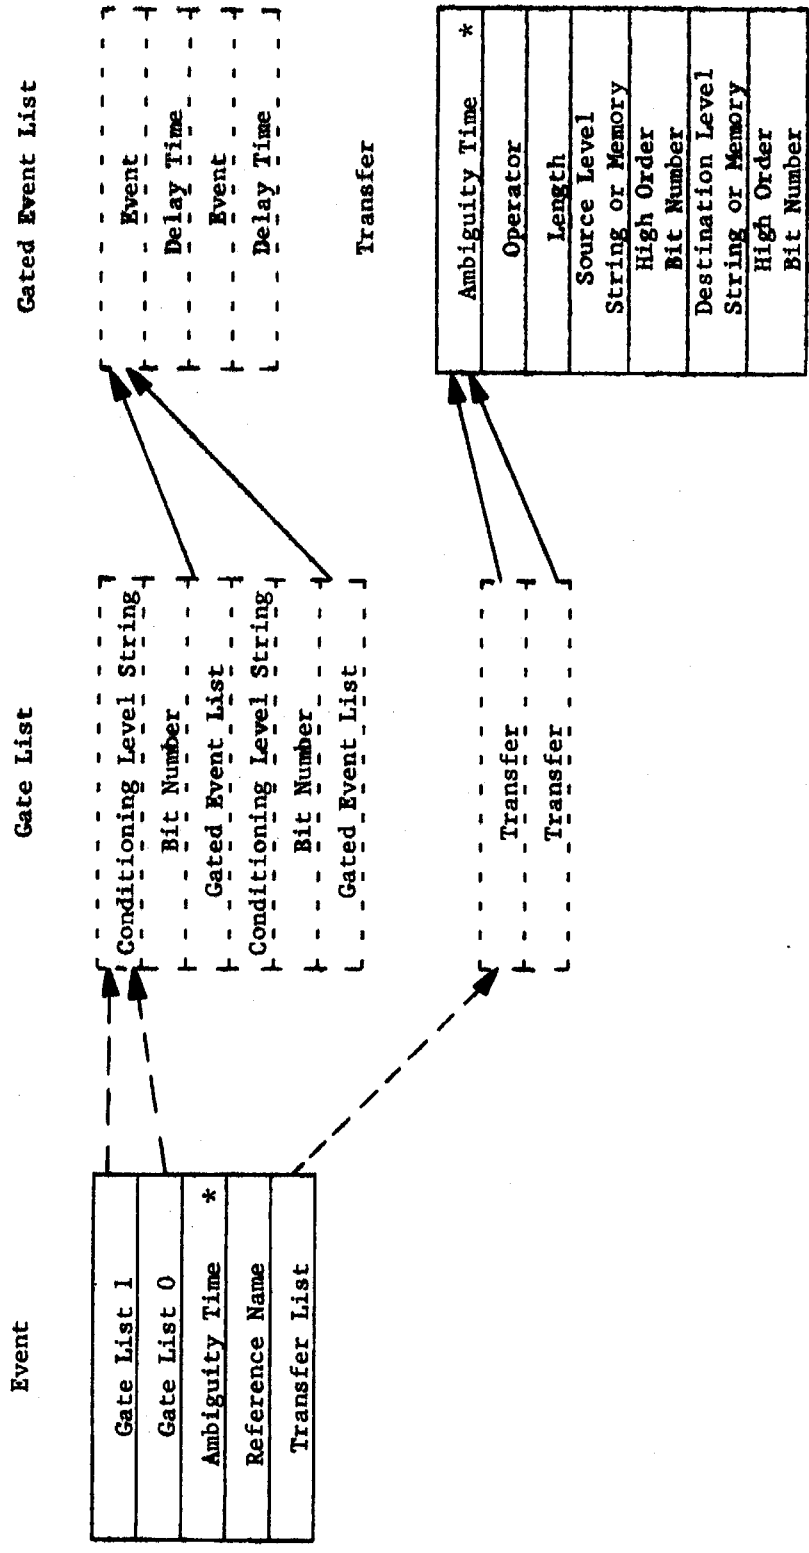 Event
Gate List 1
Gate List 0
Ambiguity Time *
Reference Name
Transfer List
Gate List
Conditioning Level String
Bit Number
Gated Event List
Conditioning Level String
Bit Number
Gated Event List
Transfer
Transfer
Gated Event List
Event
Delay Time
Event
Delay Time
Transfer
Ambiguity Time *
Operator
Length
Source Level
String or Memory
High Order
Bit Number
Destination Level
String or Memory
High Order
Bit Number